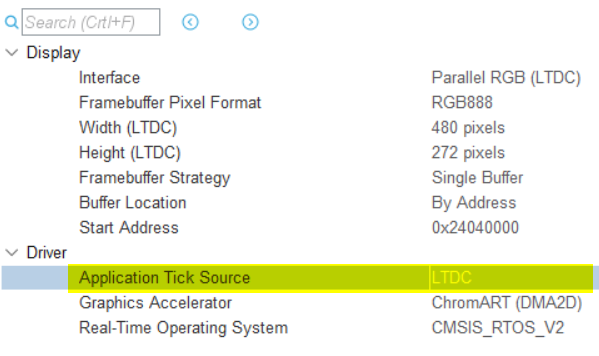 Search (Crtl+F)
Display
Interface Parallel RGB (LTDC)
Framebuffer Pixel Format RGB888
Width (LTDC) 480 pixels
Height (LTDC) 272 pixels
Framebuffer Strategy Single Buffer
Buffer Location By Address
Start Address 0x24040000
Driver
Application Tick Source LTDC
Graphics Accelerator ChromART (DMA2D)
Real-Time Operating System CMSIS_RTOS_V2